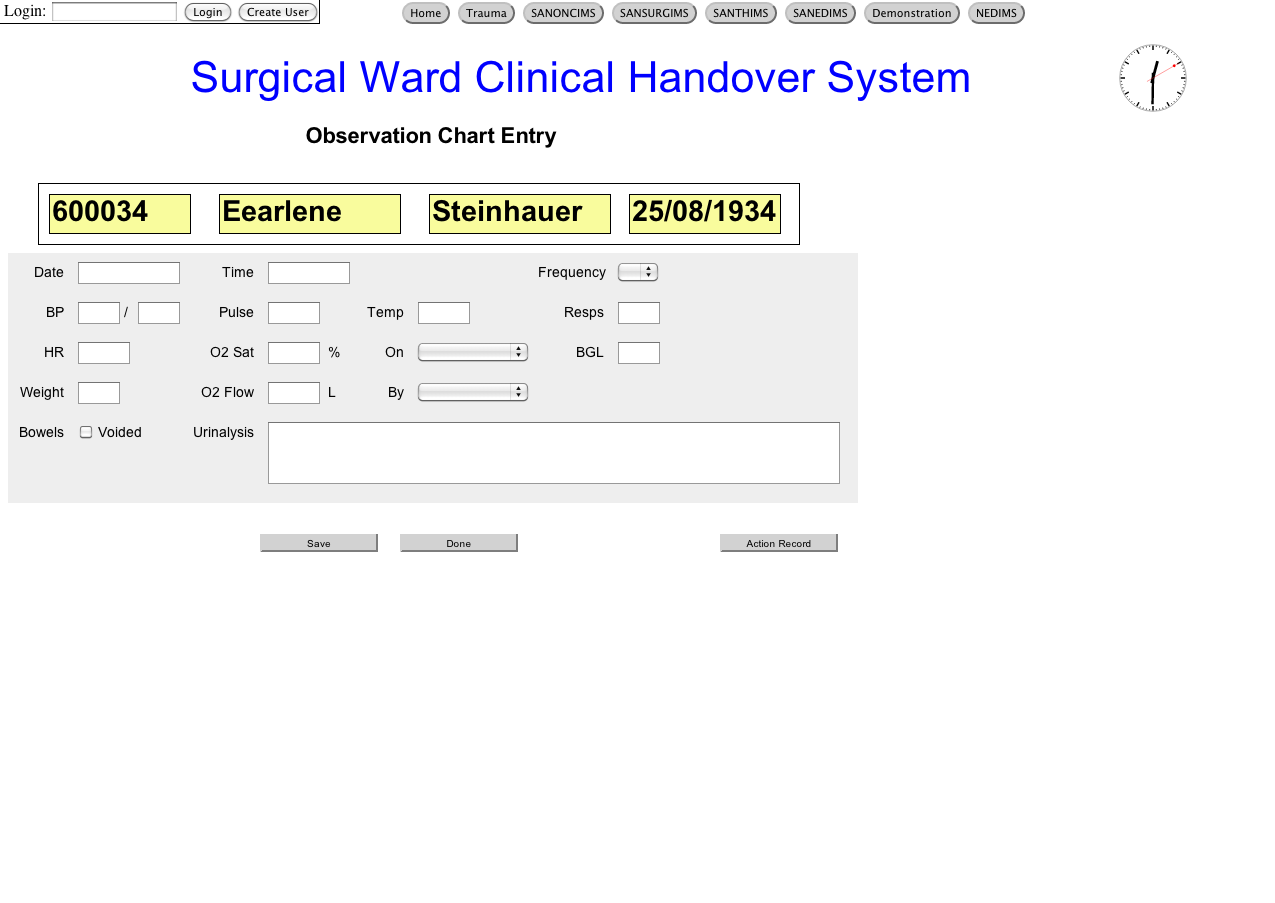 Login: Login Create User Home Trauma SANONCIMS SANSURGIMS SANTHIMS SANEDIMS Demonstration NEDIMS
Surgical Ward Clinical Handover System
Observation Chart Entry
600034 Eearlene Steinhauer 25/08/1934
Date Time Frequency
BP / Pulse Temp Resps
HR O2 Sat % On BGL
Weight O2 Flow L By
Bowels Voided Urinalysis
Save Done Action Record